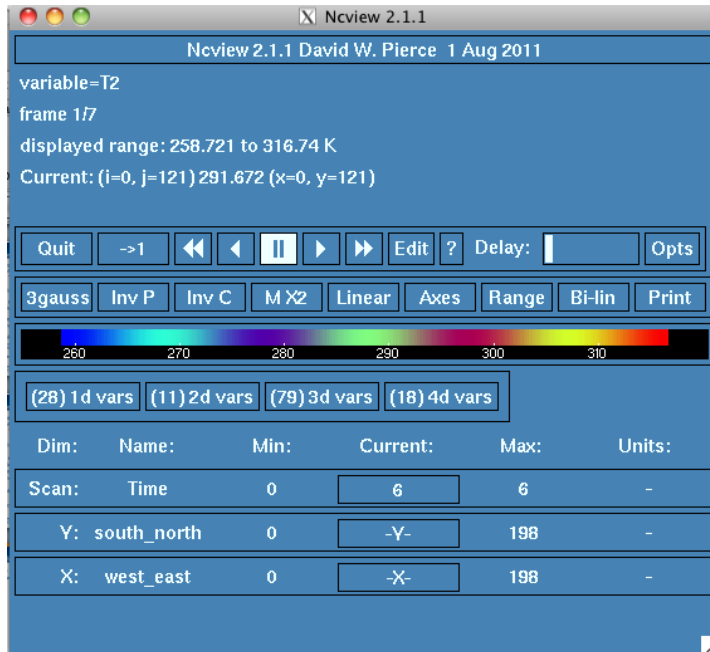 Ncview 2.1.1
Ncview 2.1.1 David W. Pierce 1 Aug 2011
variable=T2
frame 1/7
displayed range: 258.721 to 316.74 K
Current: (i=0, j=121) 291.672 (x=0, y=121)
Quit ->1 Edit ? Delay: Opts
3gauss Inv P Inv C M X2 Linear Axes Range Bi-lin Print
260 270 280 290 300 310
(28) 1d vars (11) 2d vars (79) 3d vars (18) 4d vars
Dim: Name: Min: Current: Max: Units:
Scan: Time 0 6 6 -
Y: south_north 0 -Y- 198 -
X: west_east 0 -X- 198 -